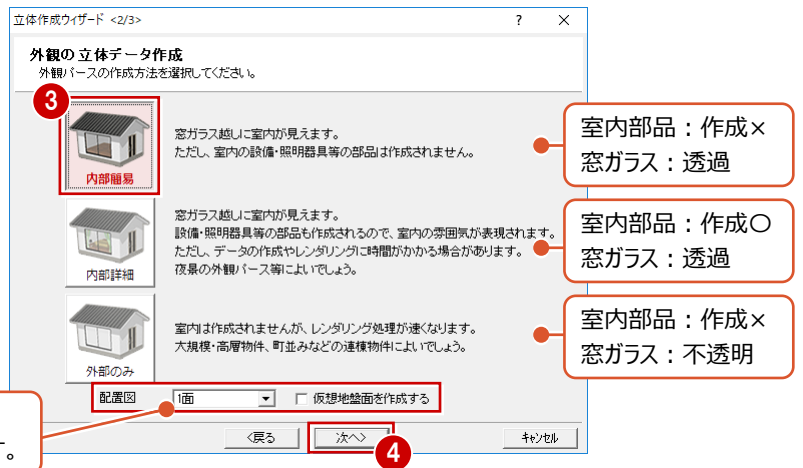 立体作成ウィザード <2/3>
? ×
外観の立体データ作成
外観パースの作成方法を選択してください。
3
内部簡易
窓ガラス越しに室内が見えます。
ただし、室内の設備・照明器具等の部品は作成されません。
室内部品：作成×
窓ガラス：透過
内部詳細
窓ガラス越しに室内が見えます。
設備・照明器具等の部品も作成されるので、室内の雰囲気が表現されます。
ただし、データの作成やレンダリングに時間がかかる場合があります。
夜景の外観パース等によいでしょう。
室内部品：作成〇
窓ガラス：透過
外部のみ
室内は作成されませんが、レンダリング処理が速くなります。
大規模・高層物件、町並みなどの連棟物件によいでしょう。
室内部品：作成×
窓ガラス：不透明
配置図
1面
仮想地盤面を作成する
す。
<戻る
次へ>
4
キャンセル